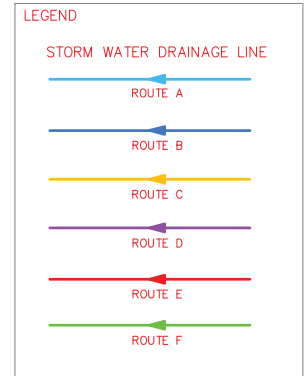 LEGEND
STORM WATER DRAINAGE LINE
ROUTE A
ROUTE B
ROUTE C
ROUTE D
ROUTE E
ROUTE F